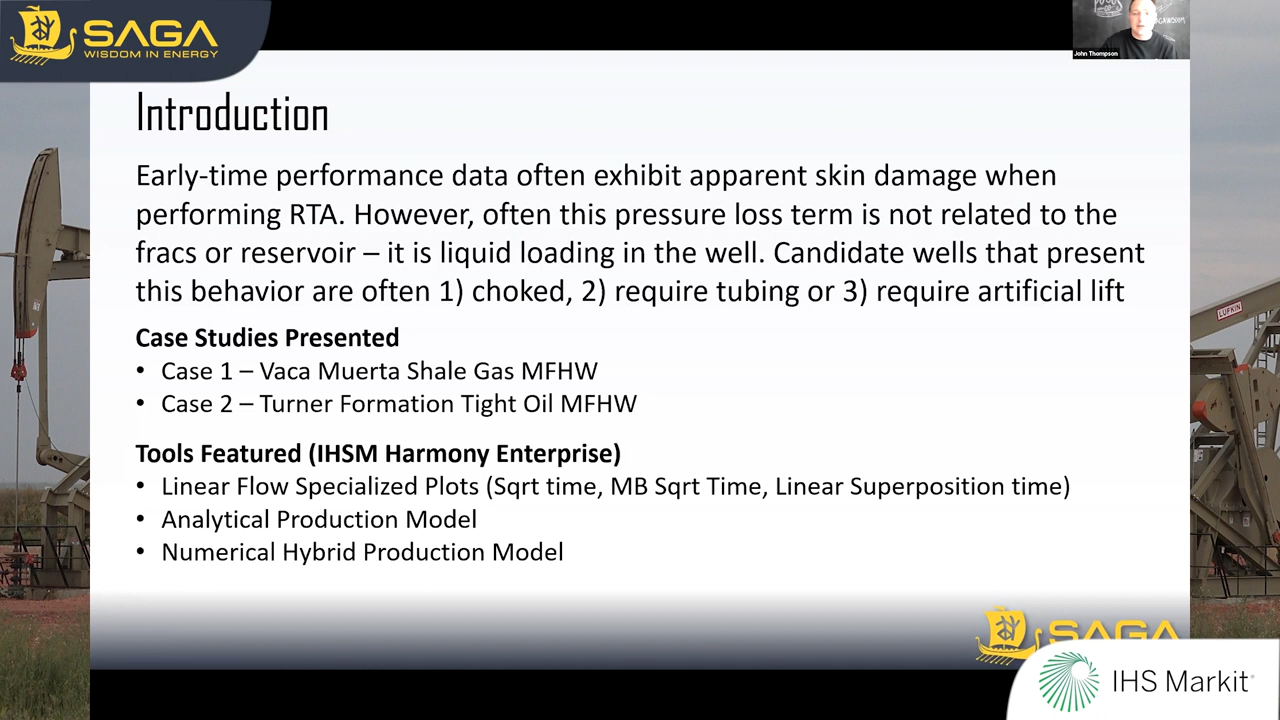 SAGA
WISDOM IN ENERGY
John Thompson
Introduction
Early-time performance data often exhibit apparent skin damage when
performing RTA. However, often this pressure loss term is not related to the
fracs or reservoir – it is liquid loading in the well. Candidate wells that present
this behavior are often 1) choked, 2) require tubing or 3) require artificial lift
LUFKIN
Case Studies Presented
• Case 1 – Vaca Muerta Shale Gas MFHW
• Case 2 – Turner Formation Tight Oil MFHW
Tools Featured (IHSM Harmony Enterprise)
• Linear Flow Specialized Plots (Sqrt time, MB Sqrt Time, Linear Superposition time)
• Analytical Production Model
• Numerical Hybrid Production Model
SAGA
IHS Markit